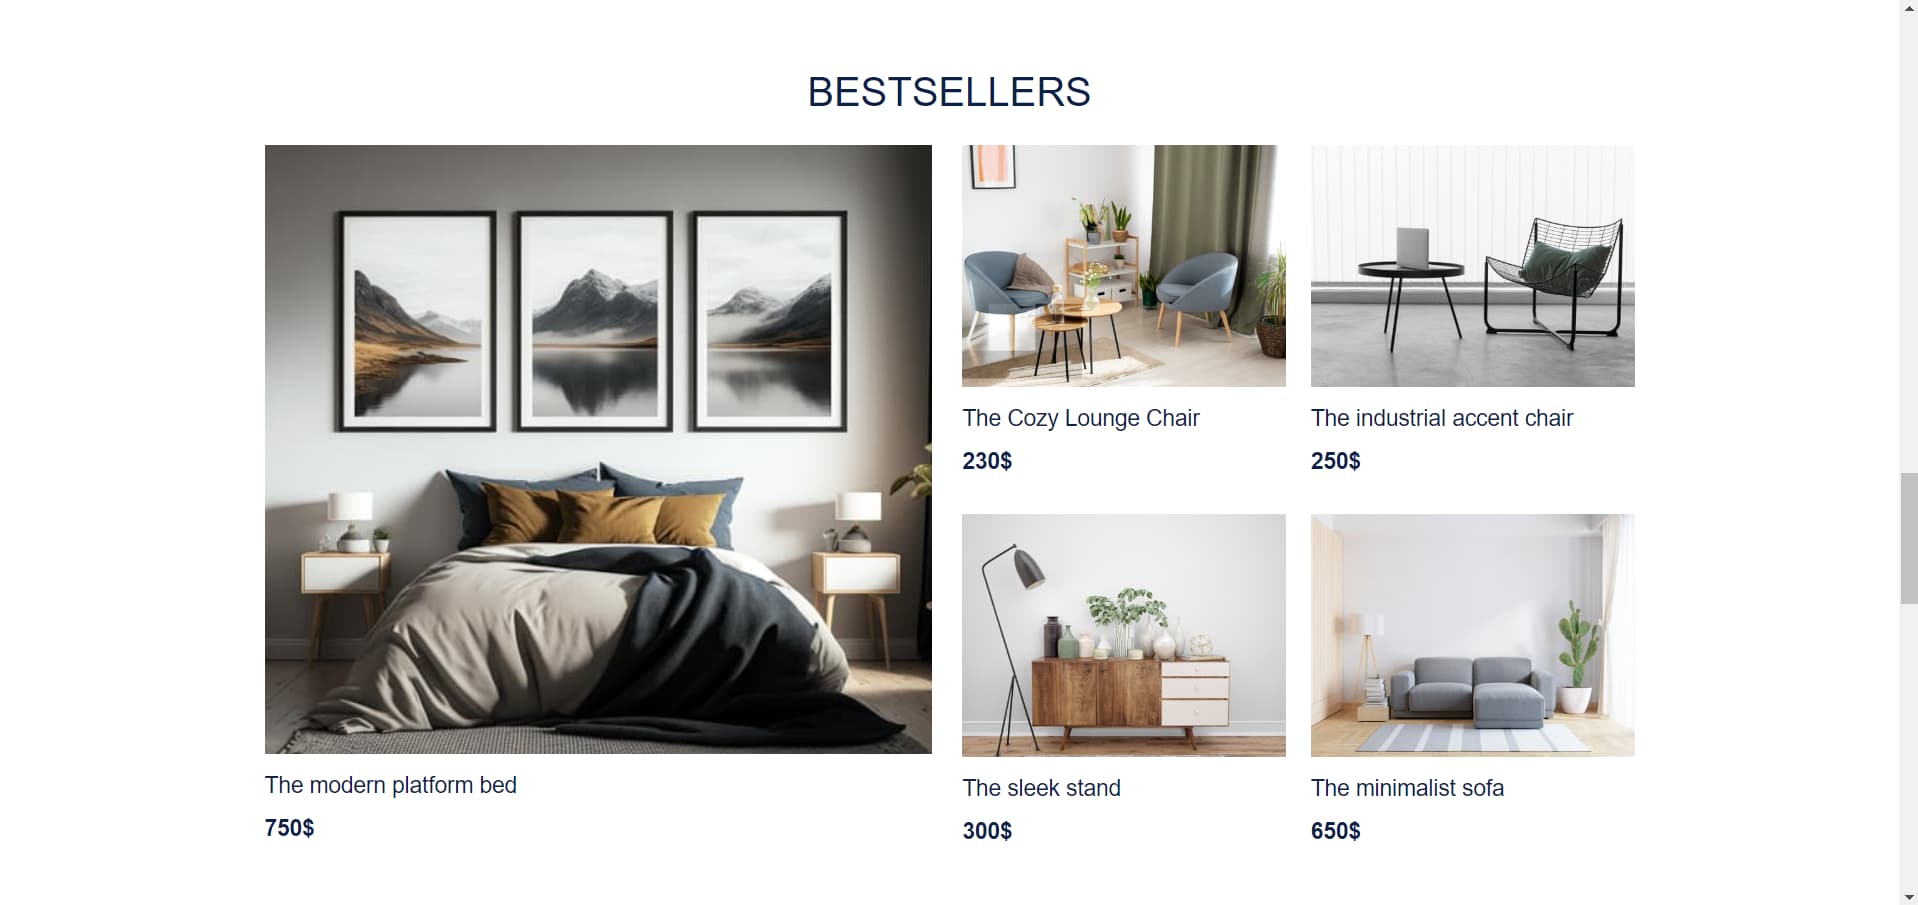 BESTSELLERS
The modern platform bed
750$
The Cozy Lounge Chair
230$
The industrial accent chair
250$
The sleek stand
300$
The minimalist sofa
650$